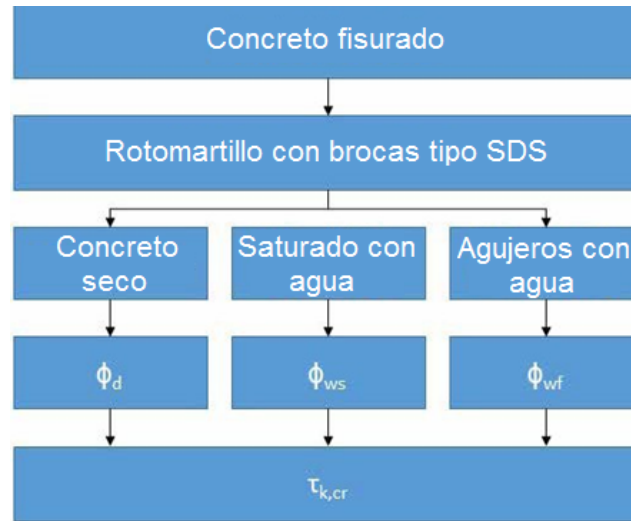 Concreto fisurado
Rotomartillo con brocas tipo SDS
Concreto
seco
Saturado con
agua
Agujeros con
agua
ϕd
ϕws
ϕwf
τk,cr